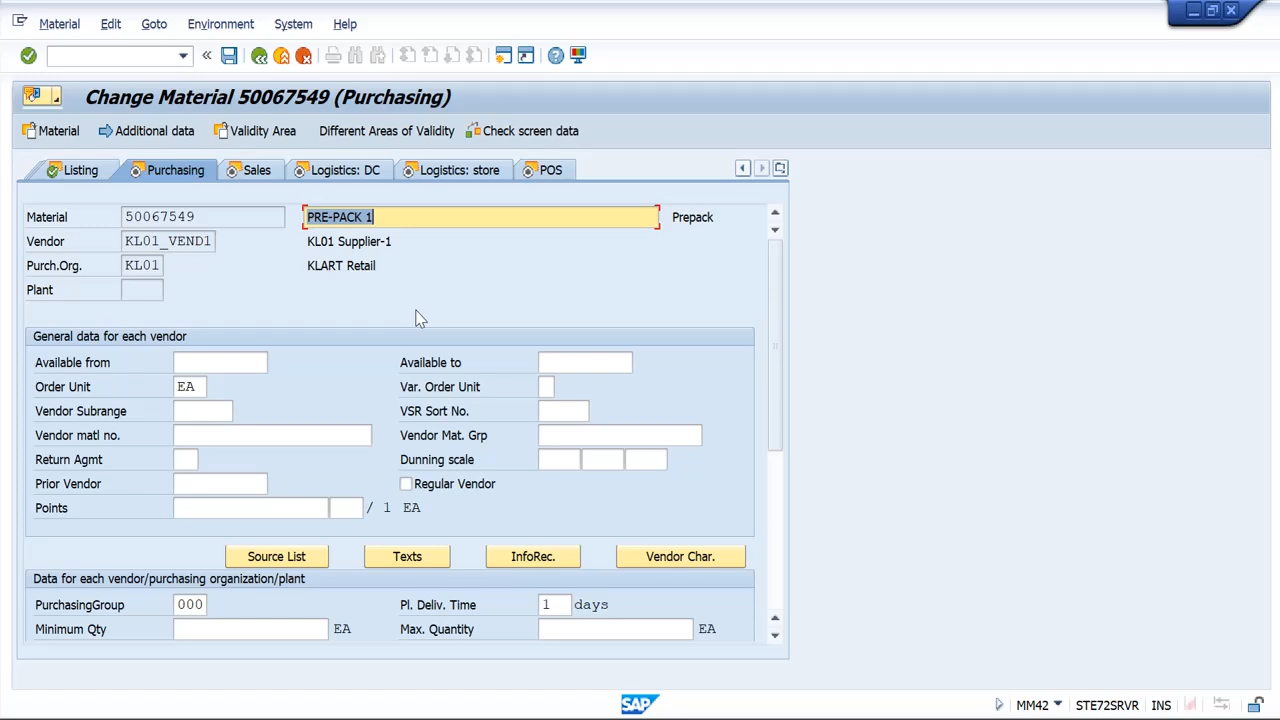 Material Edit Goto Environment System Help
Change Material 50067549 (Purchasing)
Material Additional data Validity Area Different Areas of Validity Check screen data
Listing Purchasing Sales Logistics: DC Logistics: store POS
Material 50067549 PRE-PACK 1 Prepack
Vendor KL01_VEND1 KL01 Supplier-1
Purch.Org. KL01 KLART Retail
Plant
General data for each vendor
Available from Available to
Order Unit EA Var. Order Unit
Vendor Subrange VSR Sort No.
Vendor matl no. Vendor Mat. Grp
Return Agmt Dunning scale
Prior Vendor Regular Vendor
Points / 1 EA
Source List Texts InfoRec. Vendor Char.
Data for each vendor/purchasing organization/plant
PurchasingGroup 000 Pl. Deliv. Time 1 days
Minimum Qty EA Max. Quantity EA
SAP MM42 STE72SRVR INS